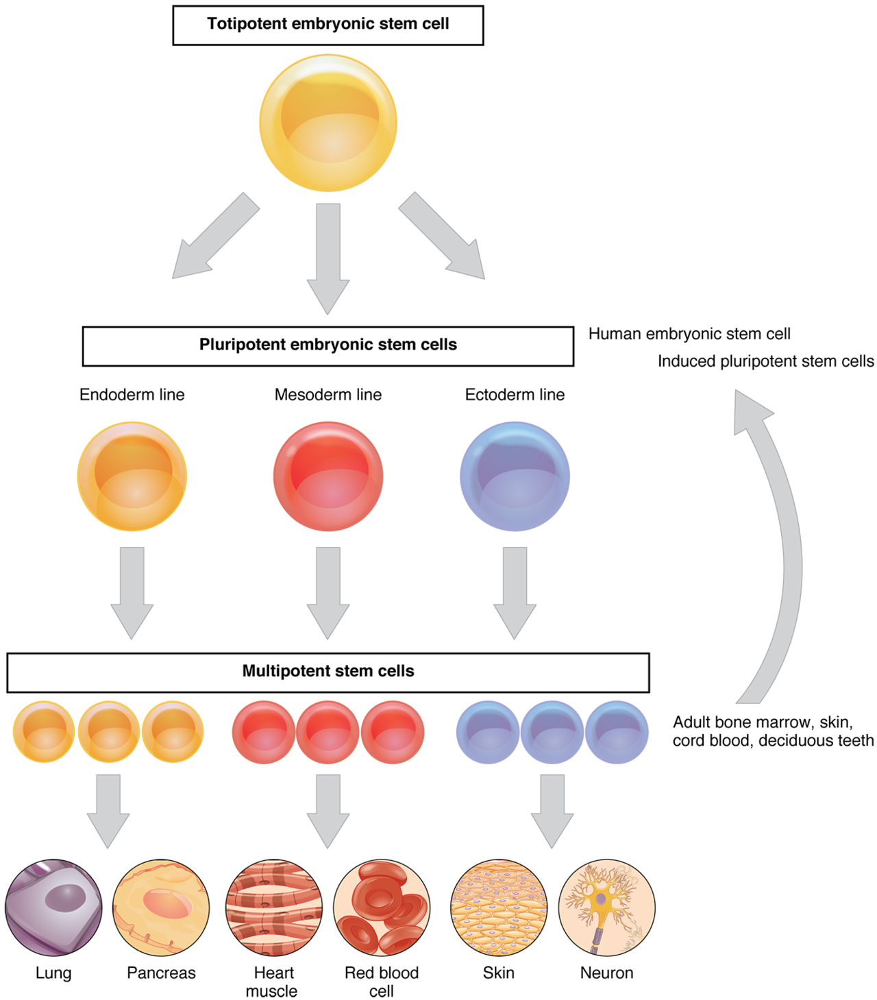 Totipotent embryonic stem cell
Pluripotent embryonic stem cells
Human embryonic stem cell
Induced pluripotent stem cells
Endoderm line
Mesoderm line
Ectoderm line
Multipotent stem cells
Adult bone marrow, skin,
cord blood, deciduous teeth
Lung
Pancreas
Heart
muscle
Red blood
cell
Skin
Neuron